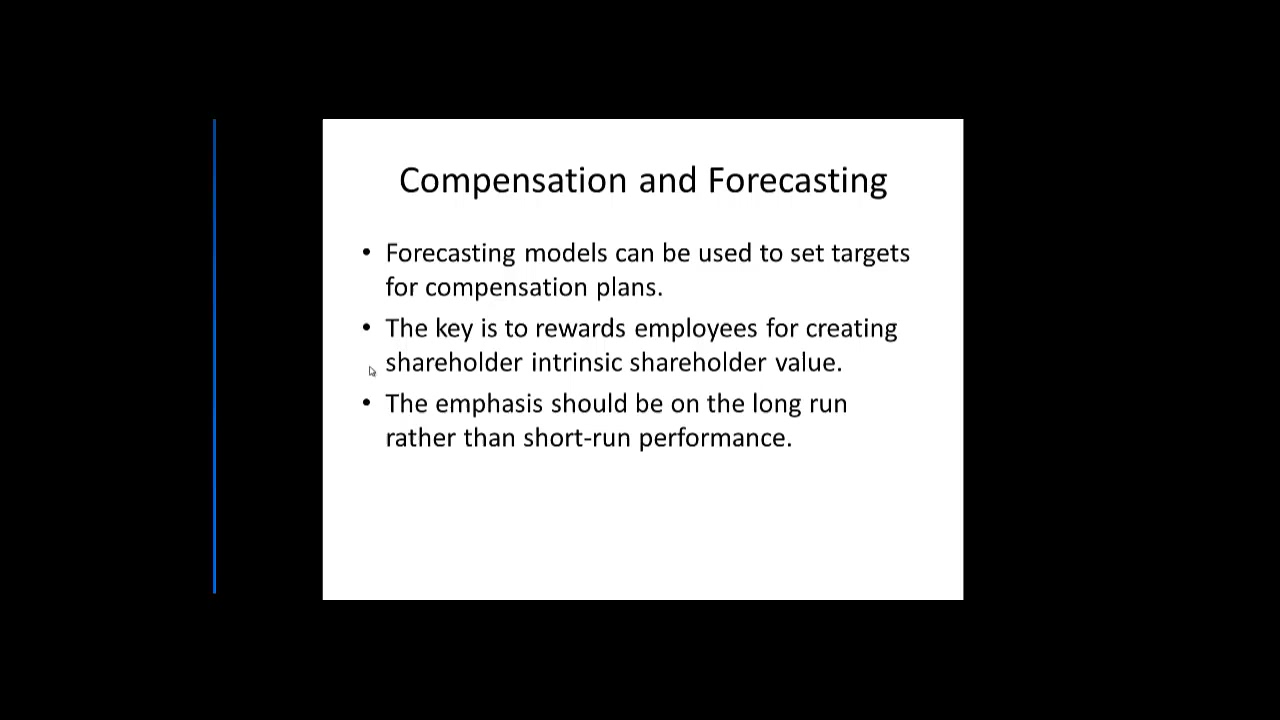 Compensation and Forecasting
• Forecasting models can be used to set targets
for compensation plans.
• The key is to rewards employees for creating
shareholder intrinsic shareholder value.
• The emphasis should be on the long run
rather than short-run performance.